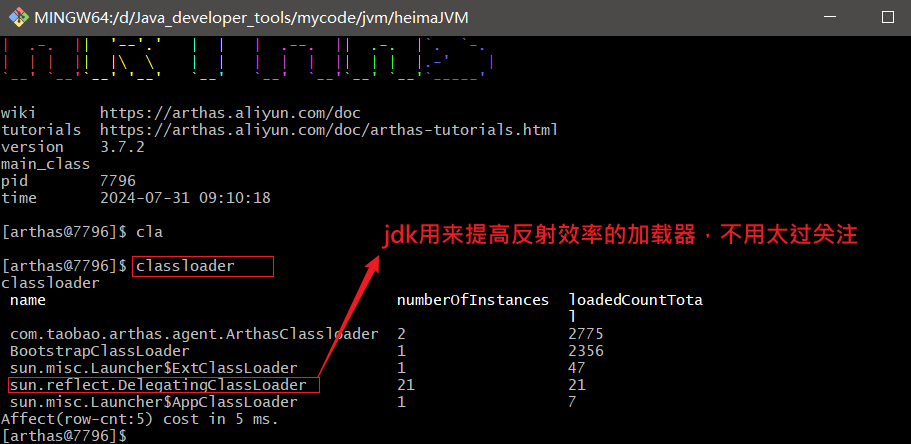 MINGW64:/d/Java_developer_tools/mycode/jvm/heimaJVM
wiki https://arthas.aliyun.com/doc
tutorials https://arthas.aliyun.com/doc/arthas-tutorials.html
version 3.7.2
main_class
pid 7796
time 2024-07-31 09:10:18
[arthas@7796]$ cla
jdk用来提高反射效率的加载器，不用太过关注
[arthas@7796]$ classloader
classloader
name numberOfInstances loadedCountTota
l
com.taobao.arthas.agent.ArthasClassloader 2 2775
BootstrapClassLoader 1 2356
sun.misc.Launcher$ExtClassLoader 1 47
sun.reflect.DelegatingClassLoader 21 21
sun.misc.Launcher$AppClassLoader 1 7
Affect(row-cnt:5) cost in 5 ms.
[arthas@7796]$